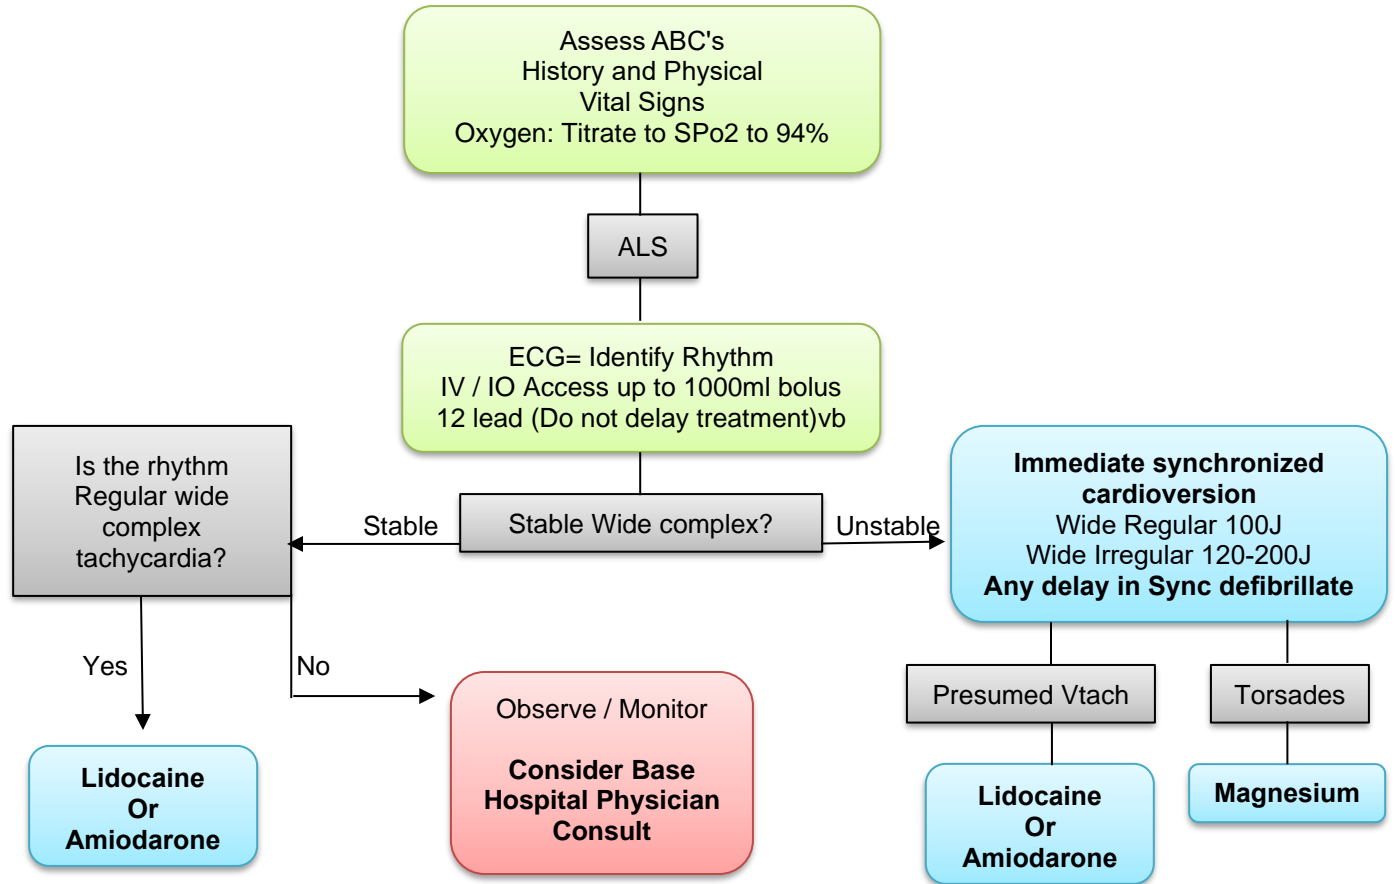 Assess ABC's
History and Physical
Vital Signs
Oxygen: Titrate to SPo2 to 94%
ALS
ECG= Identify Rhythm
IV / IO Access up to 1000ml bolus
12 lead (Do not delay treatment)vb
Stable Wide complex?
Stable
Unstable
Is the rhythm
Regular wide
complex
tachycardia?
Yes
No
Lidocaine
Or
Amiodarone
Observe / Monitor
Consider Base
Hospital Physician
Consult
Immediate synchronized
cardioversion
Wide Regular 100J
Wide Irregular 120-200J
Any delay in Sync defibrillate
Presumed Vtach
Torsades
Lidocaine
Or
Amiodarone
Magnesium